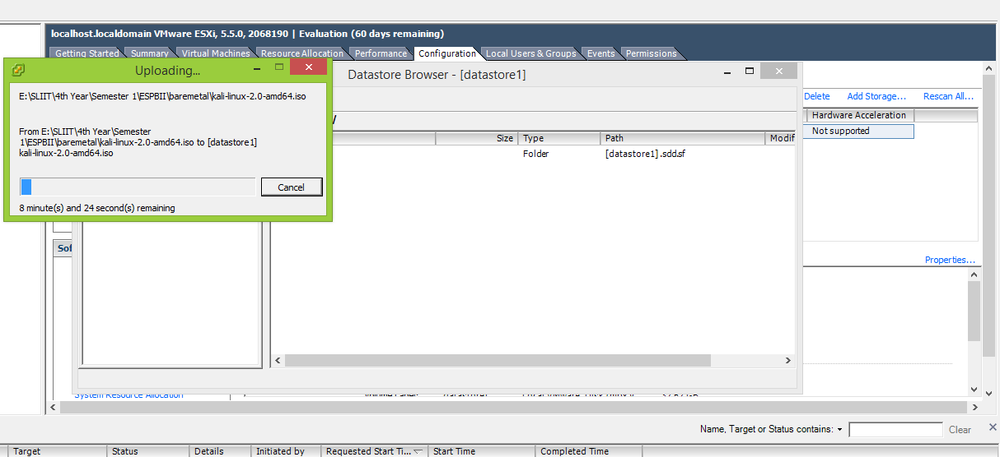 localhost.localdomain VMware ESXi, 5.5.0, 2068190 | Evaluation (60 days remaining)
Getting Started Summary Virtual Machines Resource Allocation Performance Configuration Local Users & Groups Events Permissions
Uploading...
E:\SLIIT\4th Year\Semester 1\ESPBII\baremetal\kali-linux-2.0-amd64.iso
From E:\SLIIT\4th Year\Semester
1\ESPBII\baremetal\kali-linux-2.0-amd64.iso to [datastore1]
kali-linux-2.0-amd64.iso
Cancel
8 minute(s) and 24 second(s) remaining
Datastore Browser - [datastore1]
Size Type Path Modif
Folder [datastore1] .sdd.sf
Delete Add Storage... Rescan All...
Hardware Acceleration
Not supported
Sof
Properties...
System Resource Allocation
Volume Label: datastore1
Name, Target or Status contains: Clear
Target Status Details Initiated by Requested Start Ti... Start Time Completed Time